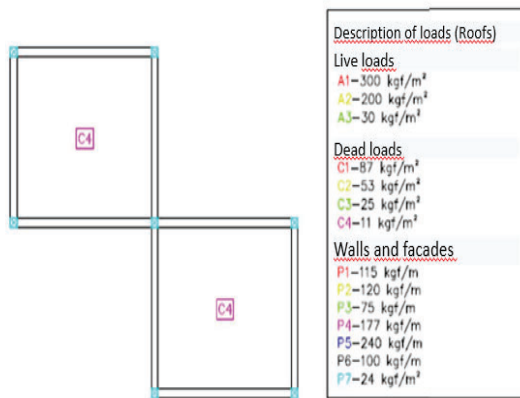 C4
C4
Description of loads (Roofs)
Live loads
A1-300 kgf/m²
A2-200 kgf/m²
A3-30 kgf/m²
Dead loads
C1-87 kgf/m²
C2-53 kgf/m²
C3-25 kgf/m²
C4-11 kgf/m²
Walls and facades
P1-115 kgf/m
P2-120 kgf/m
P3-75 kgf/m
P4-177 kgf/m
P5-240 kgf/m
P6-100 kgf/m
P7-24 kgf/m²